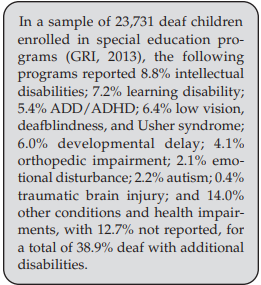 In a sample of 23,731 deaf children
enrolled in special education pro-
grams (GRI, 2013), the following
programs reported 8.8% intellectual
disabilities; 7.2% learning disability;
5.4% ADD/ADHD; 6.4% low vision,
deafblindness, and Usher syndrome;
6.0% developmental delay; 4.1%
orthopedic impairment; 2.1% emo-
tional disturbance; 2.2% autism; 0.4%
traumatic brain injury; and 14.0%
other conditions and health impair-
ments, with 12.7% not reported, for
a total of 38.9% deaf with additional
disabilities.